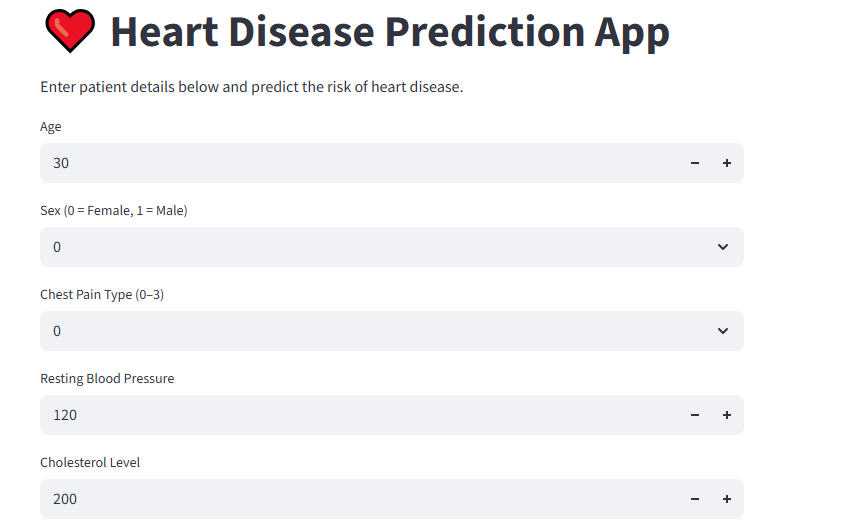 Heart Disease Prediction App
Enter patient details below and predict the risk of heart disease.
Age
30
Sex (0 = Female, 1 = Male)
0
Chest Pain Type (0–3)
0
Resting Blood Pressure
120
Cholesterol Level
200